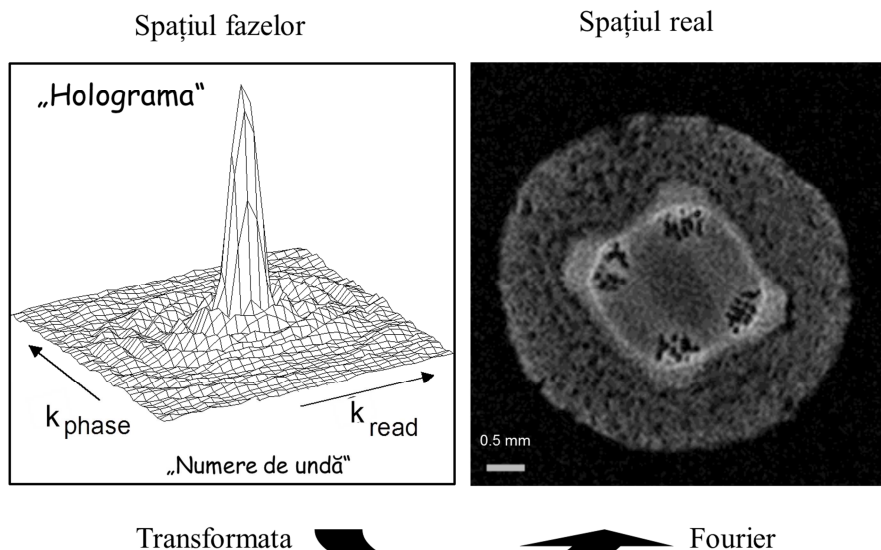 Spațiul fazelor
Spațiul real
„Holograma“
k phase
k read
„Numere de undă“
0.5 mm
Transformata
Fourier